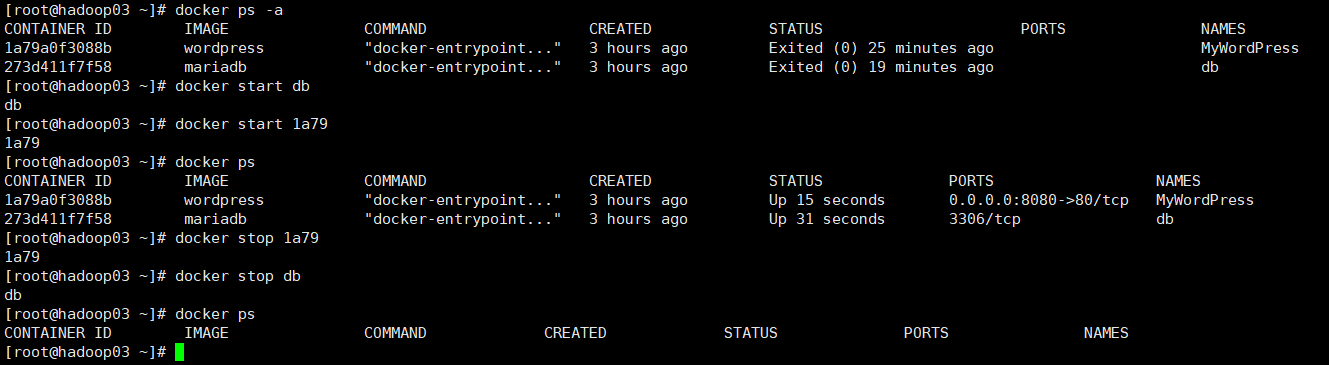 [root@hadoop03 ~]# docker ps -a
CONTAINER ID        IMAGE               COMMAND                  CREATED             STATUS                      PORTS               NAMES
1a79a0f3088b        wordpress           "docker-entrypoint..."   3 hours ago         Exited (0) 25 minutes ago                       MyWordPress
273d411f7f58        mariadb             "docker-entrypoint..."   3 hours ago         Exited (0) 19 minutes ago                       db
[root@hadoop03 ~]# docker start db
db
[root@hadoop03 ~]# docker start 1a79
1a79
[root@hadoop03 ~]# docker ps
CONTAINER ID        IMAGE               COMMAND                  CREATED             STATUS              PORTS                  NAMES
1a79a0f3088b        wordpress           "docker-entrypoint..."   3 hours ago         Up 15 seconds       0.0.0.0:8080->80/tcp   MyWordPress
273d411f7f58        mariadb             "docker-entrypoint..."   3 hours ago         Up 31 seconds       3306/tcp               db
[root@hadoop03 ~]# docker stop 1a79
1a79
[root@hadoop03 ~]# docker stop db
db
[root@hadoop03 ~]# docker ps
CONTAINER ID        IMAGE               COMMAND             CREATED             STATUS              PORTS               NAMES
[root@hadoop03 ~]#